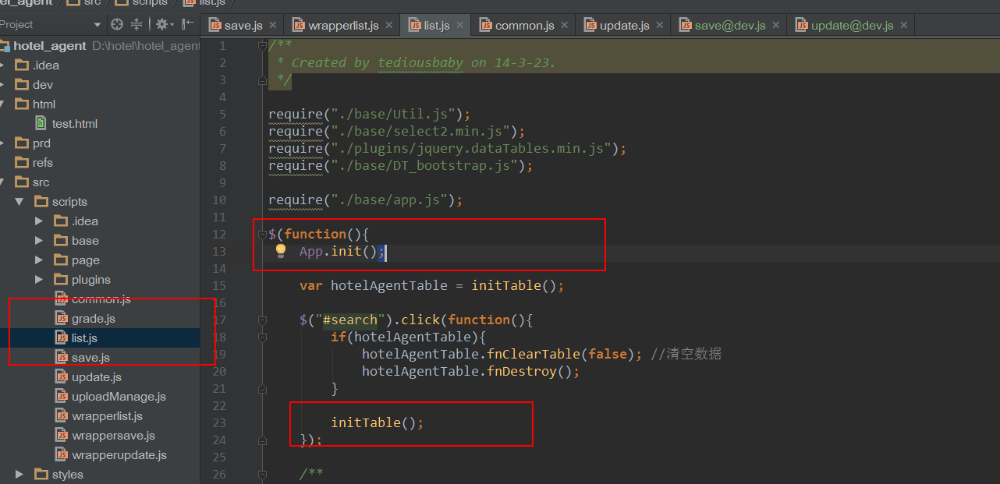 el_agent src scripts list.js
Project
save.js wrapperlist.js list.js common.js update.js save@dev.js update@dev.js
hotel_agent D:\hotel\hotel_agent
.idea
dev
html
test.html
prd
refs
src
scripts
.idea
base
page
plugins
common.js
grade.js
list.js
save.js
update.js
uploadManage.js
wrapperlist.js
wrappersave.js
wrapperupdate.js
styles
1 /**
2 * Created by tediousbaby on 14-3-23.
3 */
4
5 require("./base/Util.js");
6 require("./base/select2.min.js");
7 require("./plugins/jquery.dataTables.min.js");
8 require("./base/DT_bootstrap.js");
9
10 require("./base/app.js");
11
12 $(function(){
13 App.init();
14
15 var hotelAgentTable = initTable();
16
17 $("#search").click(function(){
18 if(hotelAgentTable){
19 hotelAgentTable.fnClearTable(false); //清空数据
20 hotelAgentTable.fnDestroy();
21 }
22
23 initTable();
24 });
25
26 /**